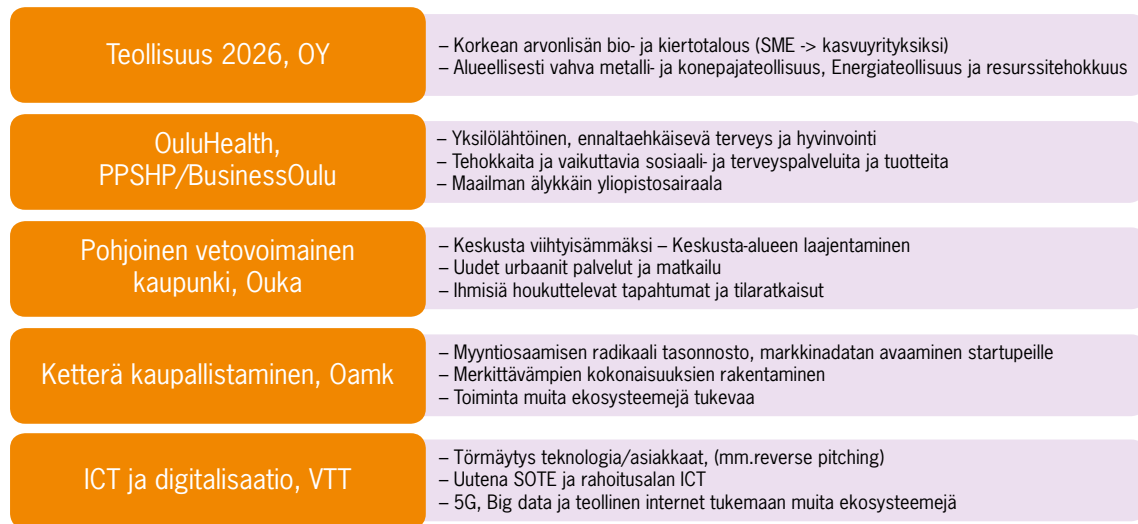 Teollisuus 2026, OY
– Korkean arvonlisän bio- ja kiertotalous (SME -> kasvuyrityksiksi)
– Alueellisesti vahva metalli- ja konepajateollisuus, Energiateollisuus ja resurssitehokkuus
OuluHealth,
PPSHP/BusinessOulu
– Yksilölähtöinen, ennaltaehkäisevä terveys ja hyvinvointi
– Tehokkaita ja vaikuttavia sosiaali- ja terveyspalveluita ja tuotteita
– Maailman älykkäin yliopistosairaala
Pohjoinen vetovoimainen
kaupunki, Ouka
– Keskusta viihtyisämmäksi – Keskusta-alueen laajentaminen
– Uudet urbaanit palvelut ja matkailu
– Ihmisiä houkuttelevat tapahtumat ja tilaratkaisut
Ketterä kaupallistaminen, Oamk
– Myyntiosaamisen radikaali tasonnosto, markkinadatan avaaminen startupeille
– Merkittävämpien kokonaisuuksien rakentaminen
– Toiminta muita ekosysteemejä tukevaa
ICT ja digitalisaatio, VTT
– Törmäytys teknologia/asiakkaat, (mm.reverse pitching)
– Uutena SOTE ja rahoitusalan ICT
– 5G, Big data ja teollinen internet tukemaan muita ekosysteemejä